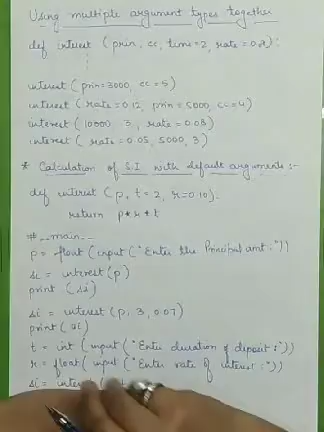 Using multiple argument types together
def interest (prin, cc, time=2, rate = 0.09):
interest (prin=3000, cc=5)
interest (rate=0.12, prin=5000, cc=4)
interest (10000, 3, rate=0.08)
interest (rate=0.05, 5000, 3)
* Calculation of S.I. with default arguments :-
def interest (p, t=2, r=0.10):
return p*r*t
#__main__
p = float (input ("Enter the Principal amt :"))
si = interest (p)
print (si)
si = interest (p, 3, 0.07)
print (si)
t = int (input ("Enter duration of deposit :"))
r = float (input ("Enter rate of interest :"))
si =